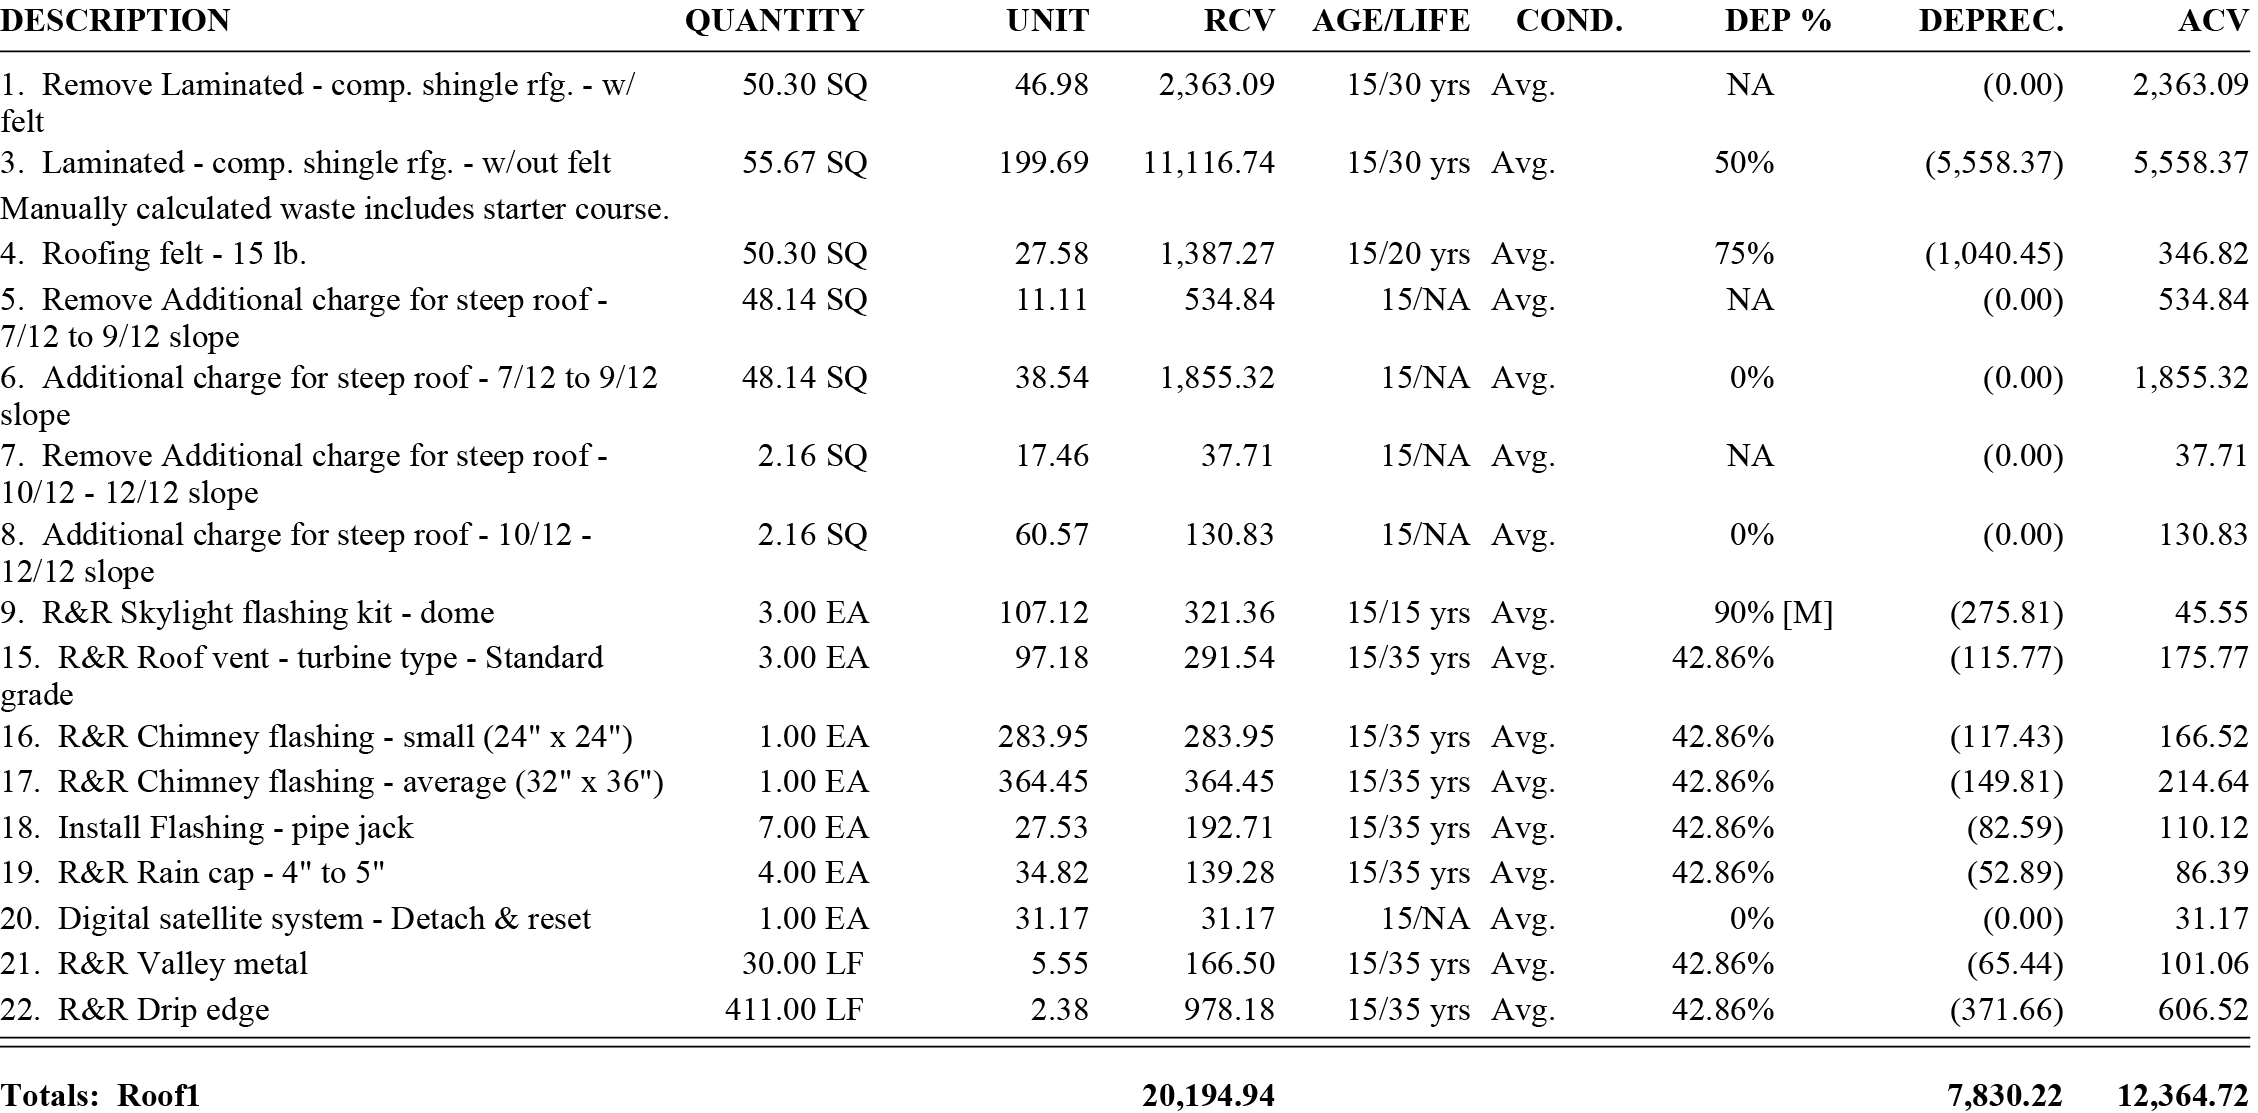 DESCRIPTION QUANTITY UNIT RCV AGE/LIFE COND. DEP % DEPREC. ACV
1. Remove Laminated - comp. shingle rfg. - w/ 50.30 SQ 46.98 2,363.09 15/30 yrs Avg. NA (0.00) 2,363.09
felt
3. Laminated - comp. shingle rfg. - w/out felt 55.67 SQ 199.69 11,116.74 15/30 yrs Avg. 50% (5,558.37) 5,558.37
Manually calculated waste includes starter course.
4. Roofing felt - 15 lb. 50.30 SQ 27.58 1,387.27 15/20 yrs Avg. 75% (1,040.45) 346.82
5. Remove Additional charge for steep roof - 48.14 SQ 11.11 534.84 15/NA Avg. NA (0.00) 534.84
7/12 to 9/12 slope
6. Additional charge for steep roof - 7/12 to 9/12 48.14 SQ 38.54 1,855.32 15/NA Avg. 0% (0.00) 1,855.32
slope
7. Remove Additional charge for steep roof - 2.16 SQ 17.46 37.71 15/NA Avg. NA (0.00) 37.71
10/12 - 12/12 slope
8. Additional charge for steep roof - 10/12 - 2.16 SQ 60.57 130.83 15/NA Avg. 0% (0.00) 130.83
12/12 slope
9. R&R Skylight flashing kit - dome 3.00 EA 107.12 321.36 15/15 yrs Avg. 90% [M] (275.81) 45.55
15. R&R Roof vent - turbine type - Standard 3.00 EA 97.18 291.54 15/35 yrs Avg. 42.86% (115.77) 175.77
grade
16. R&R Chimney flashing - small (24" x 24") 1.00 EA 283.95 283.95 15/35 yrs Avg. 42.86% (117.43) 166.52
17. R&R Chimney flashing - average (32" x 36") 1.00 EA 364.45 364.45 15/35 yrs Avg. 42.86% (149.81) 214.64
18. Install Flashing - pipe jack 7.00 EA 27.53 192.71 15/35 yrs Avg. 42.86% (82.59) 110.12
19. R&R Rain cap - 4" to 5" 4.00 EA 34.82 139.28 15/35 yrs Avg. 42.86% (52.89) 86.39
20. Digital satellite system - Detach & reset 1.00 EA 31.17 31.17 15/NA Avg. 0% (0.00) 31.17
21. R&R Valley metal 30.00 LF 5.55 166.50 15/35 yrs Avg. 42.86% (65.44) 101.06
22. R&R Drip edge 411.00 LF 2.38 978.18 15/35 yrs Avg. 42.86% (371.66) 606.52
Totals: Roof1 20,194.94 7,830.22 12,364.72